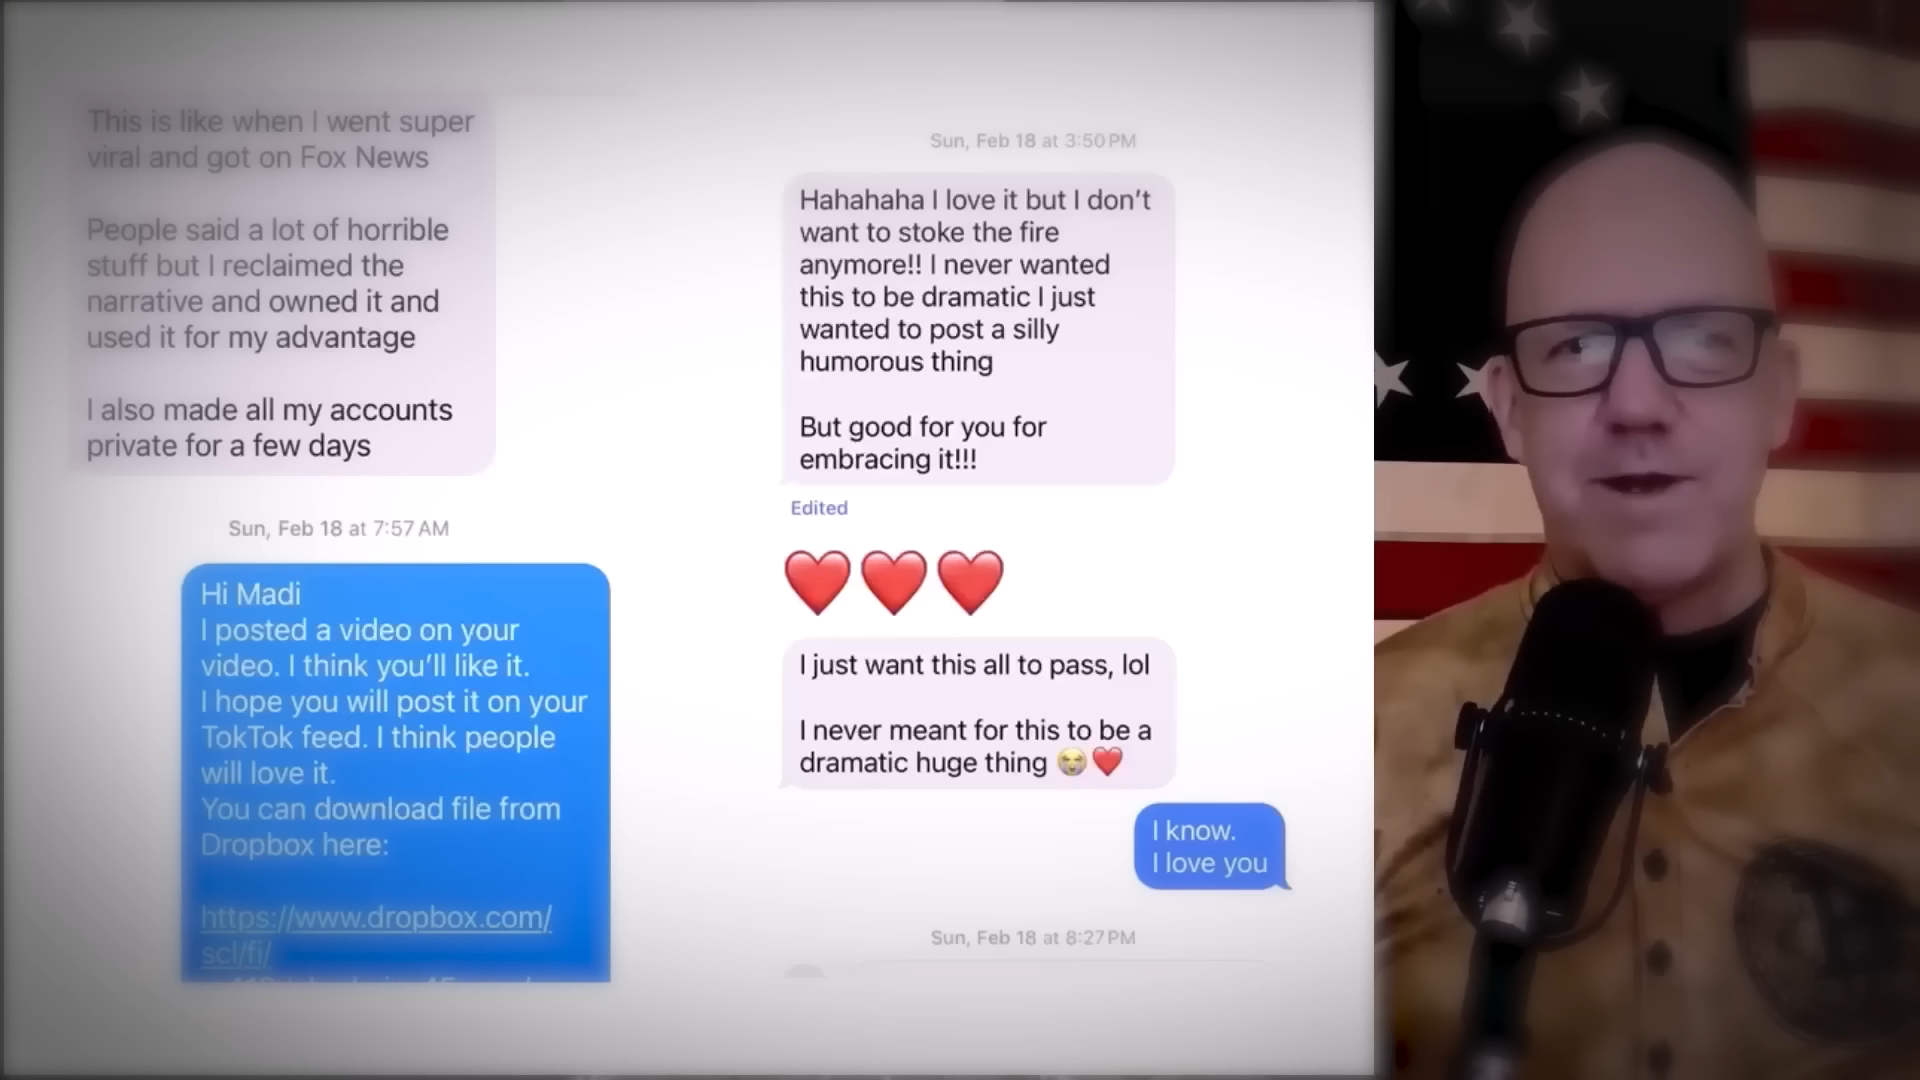 This is like when I went super
viral and got on Fox News
People said a lot of horrible
stuff but I reclaimed the
narrative and owned it and
used it for my advantage
I also made all my accounts
private for a few days
Sun, Feb 18 at 7:57 AM
Hi Madi
I posted a video on your
video. I think you'll like it.
I hope you will post it on your
TokTok feed. I think people
will love it.
You can download file from
Dropbox here:
https://www.dropbox.com/
scl/fi/
Sun, Feb 18 at 3:50 PM
Hahahaha I love it but I don't
want to stoke the fire
anymore!! I never wanted
this to be dramatic I just
wanted to post a silly
humorous thing
But good for you for
embracing it!!!
Edited
❤️❤️❤️
I just want this all to pass, lol
I never meant for this to be a
dramatic huge thing 😭❤️
I know.
I love you
Sun, Feb 18 at 8:27 PM